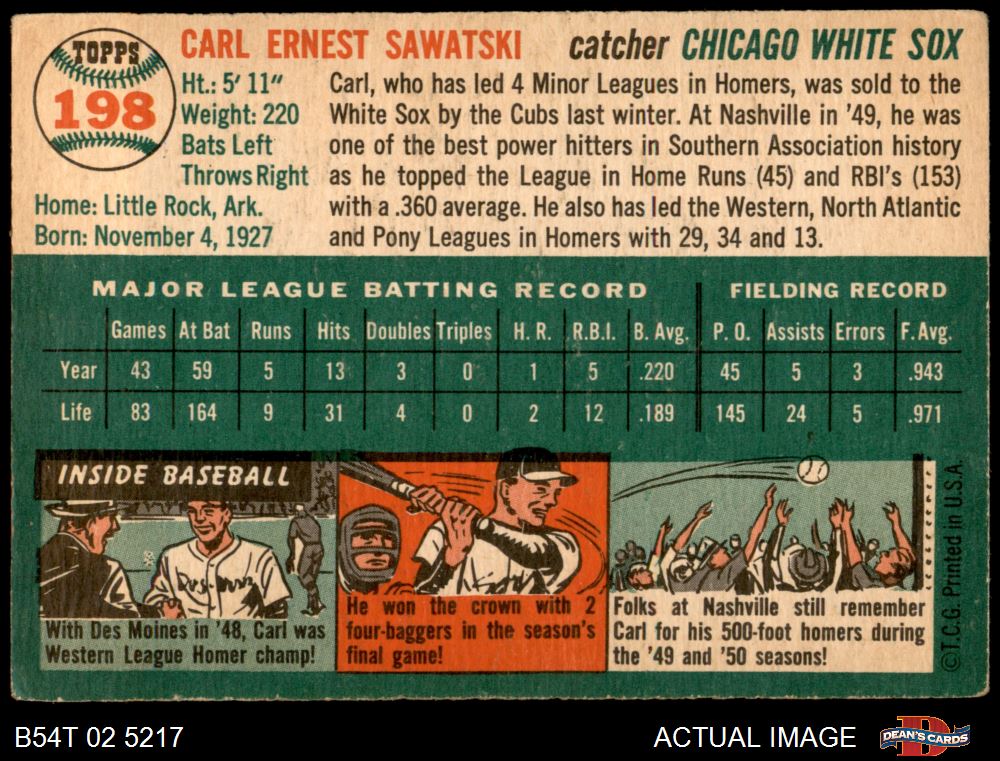 TOPPS
198
CARL ERNEST SAWATSKI catcher CHICAGO WHITE SOX
Ht.: 5' 11"
Weight: 220
Bats Left
Throws Right
Home: Little Rock, Ark.
Born: November 4, 1927
Carl, who has led 4 Minor Leagues in Homers, was sold to the
White Sox by the Cubs last winter. At Nashville in '49, he was
one of the best power hitters in Southern Association history
as he topped the League in Home Runs (45) and RBI's (153)
with a .360 average. He also has led the Western, North Atlantic
and Pony Leagues in Homers with 29, 34 and 13.
MAJOR LEAGUE BATTING RECORD FIELDING RECORD
Games At Bat Runs Hits Doubles Triples H. R. R.B.I. B. Avg. P. O. Assists Errors F. Avg.
Year 43 59 5 13 3 0 1 5 .220 45 5 3 .943
Life 83 164 9 31 4 0 2 12 .189 145 24 5 .971
INSIDE BASEBALL
With Des Moines in '48, Carl was
Western League Homer champ!
He won the crown with 2
four-baggers in the season's
final game!
Folks at Nashville still remember
Carl for his 500-foot homers during
the '49 and '50 seasons!
©T.C.G. Printed in U.S.A.
B54T 02 5217
ACTUAL IMAGE
DEAN'S CARDS